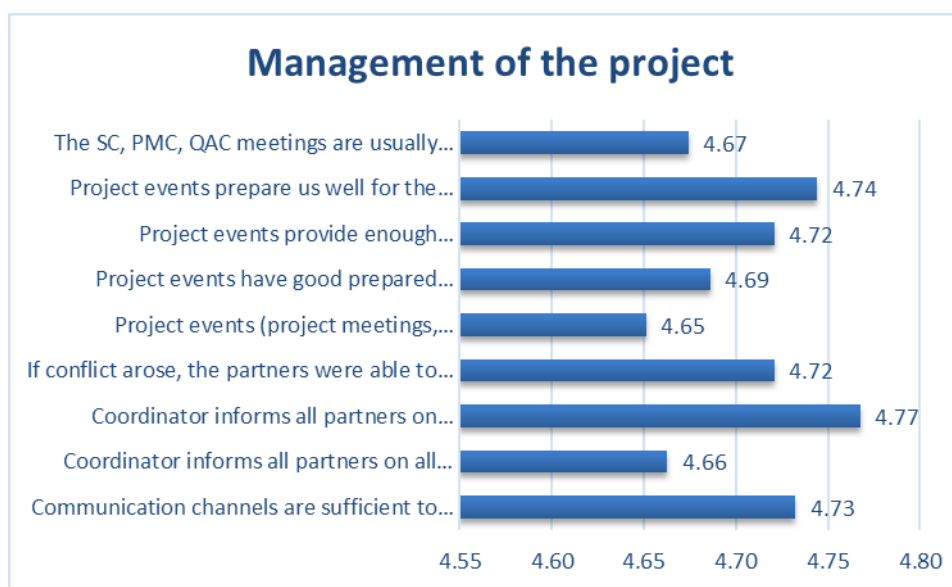 Management of the project
The SC, PMC, QAC meetings are usually...
4.67
Project events prepare us well for the...
4.74
Project events provide enough...
4.72
Project events have good prepared...
4.69
Project events (project meetings,...
4.65
If conflict arose, the partners were able to...
4.72
Coordinator informs all partners on...
4.77
Coordinator informs all partners on all...
4.66
Communication channels are sufficient to...
4.73
4.55 4.60 4.65 4.70 4.75 4.80